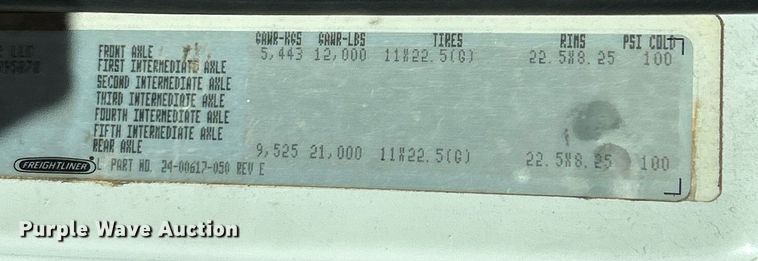 GAWR-KGS GAWR-LBS TIRES RIMS PSI COLD
LLC FRONT AXLE 5,443 12,000 11R22.5(G) 22.5X8.25 100
FIRST INTERMEDIATE AXLE
SECOND INTERMEDIATE AXLE
THIRD INTERMEDIATE AXLE
FOURTH INTERMEDIATE AXLE
FIFTH INTERMEDIATE AXLE
REAR AXLE 9,525 21,000 11R22.5(G) 22.5X8.25 100
FREIGHTLINER L PART NO. 24-00617-050 REV E
Purple Wave Auction